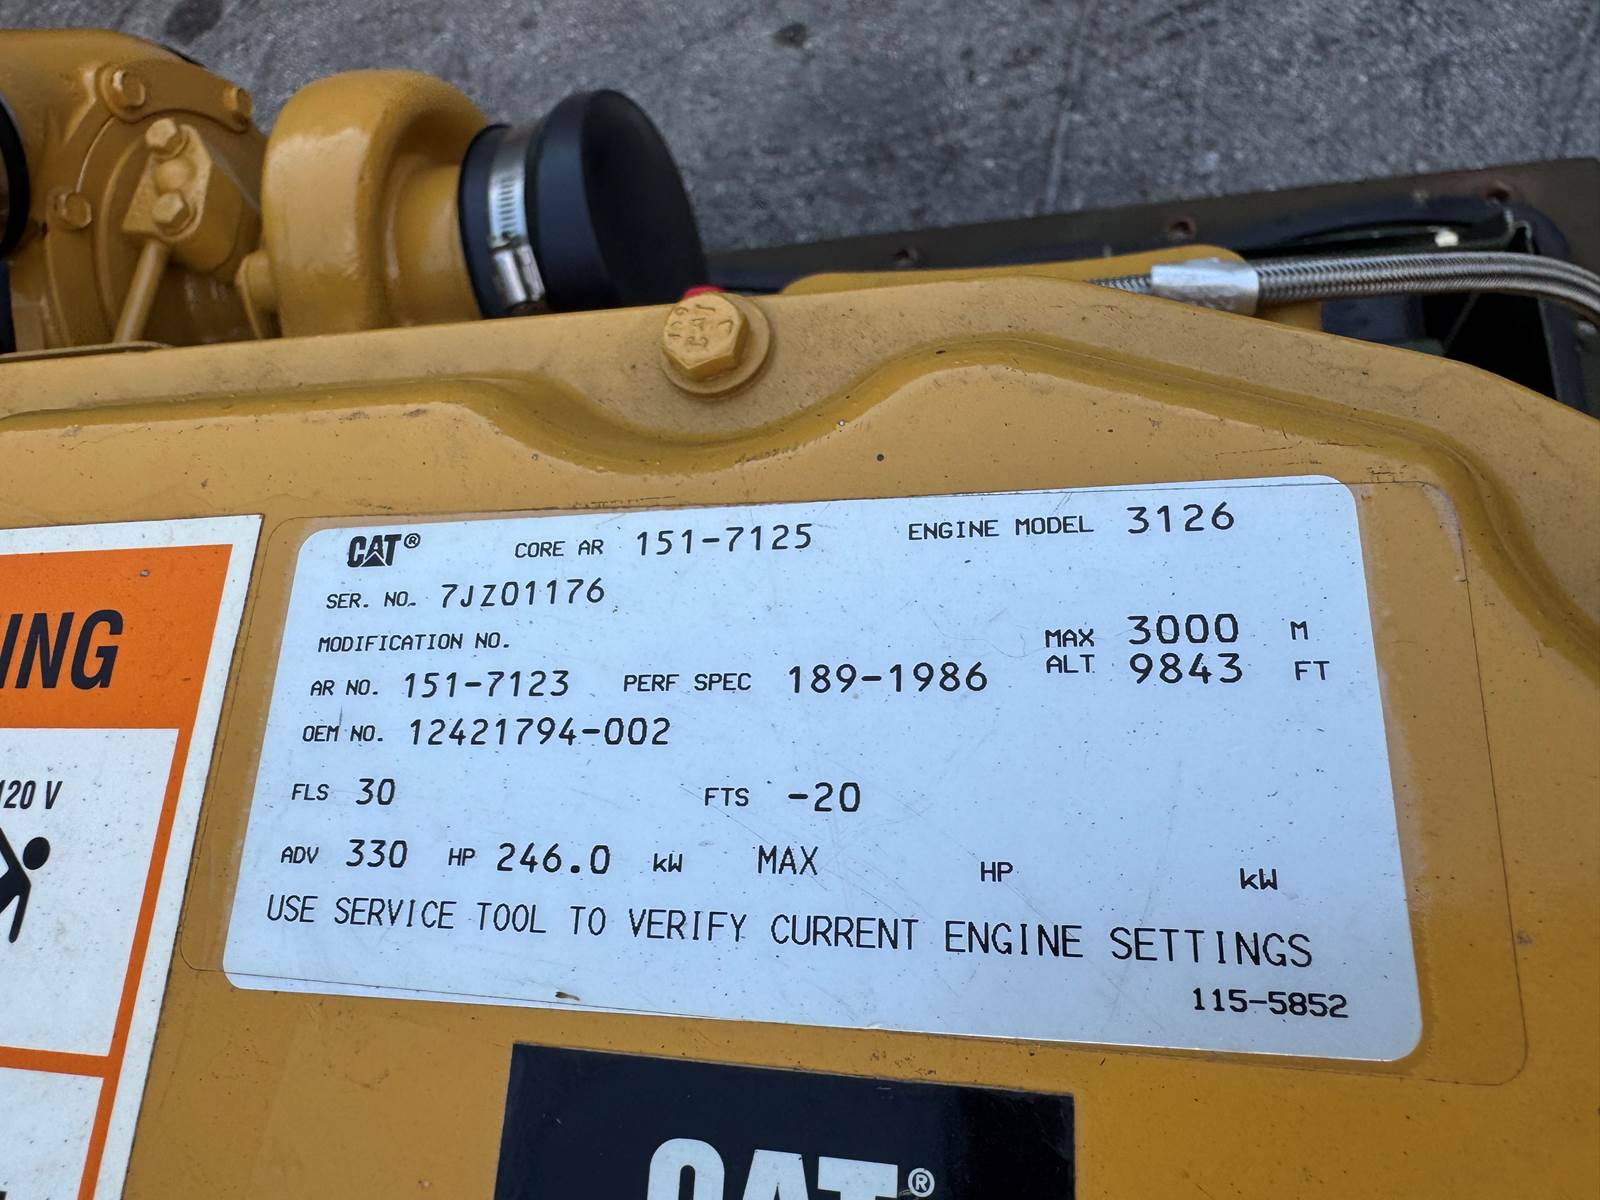 CAT® CORE AR 151-7125 ENGINE MODEL 3126
SER. NO. 7JZ01176
MODIFICATION NO.
MAX ALT 3000 M
9843 FT
AR NO. 151-7123 PERF SPEC 189-1986
OEM NO. 12421794-002
FLS 30 FTS -20
ADV 330 HP 246.0 kW MAX HP kW
USE SERVICE TOOL TO VERIFY CURRENT ENGINE SETTINGS
115-5852
ING
120 V
CAT®